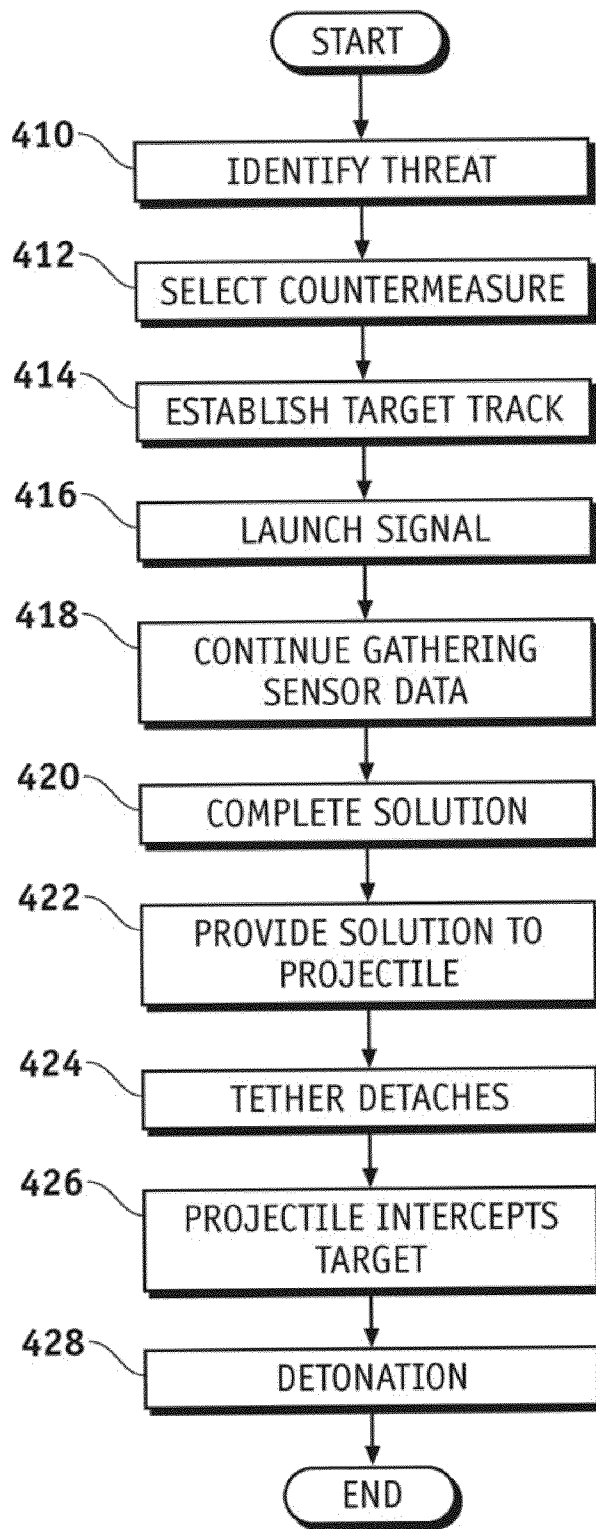 START
410
IDENTIFY THREAT
412
SELECT COUNTERMEASURE
414
ESTABLISH TARGET TRACK
416
LAUNCH SIGNAL
418
CONTINUE GATHERING
SENSOR DATA
420
COMPLETE SOLUTION
422
PROVIDE SOLUTION TO
PROJECTILE
424
TETHER DETACHES
426
PROJECTILE INTERCEPTS
TARGET
428
DETONATION
END